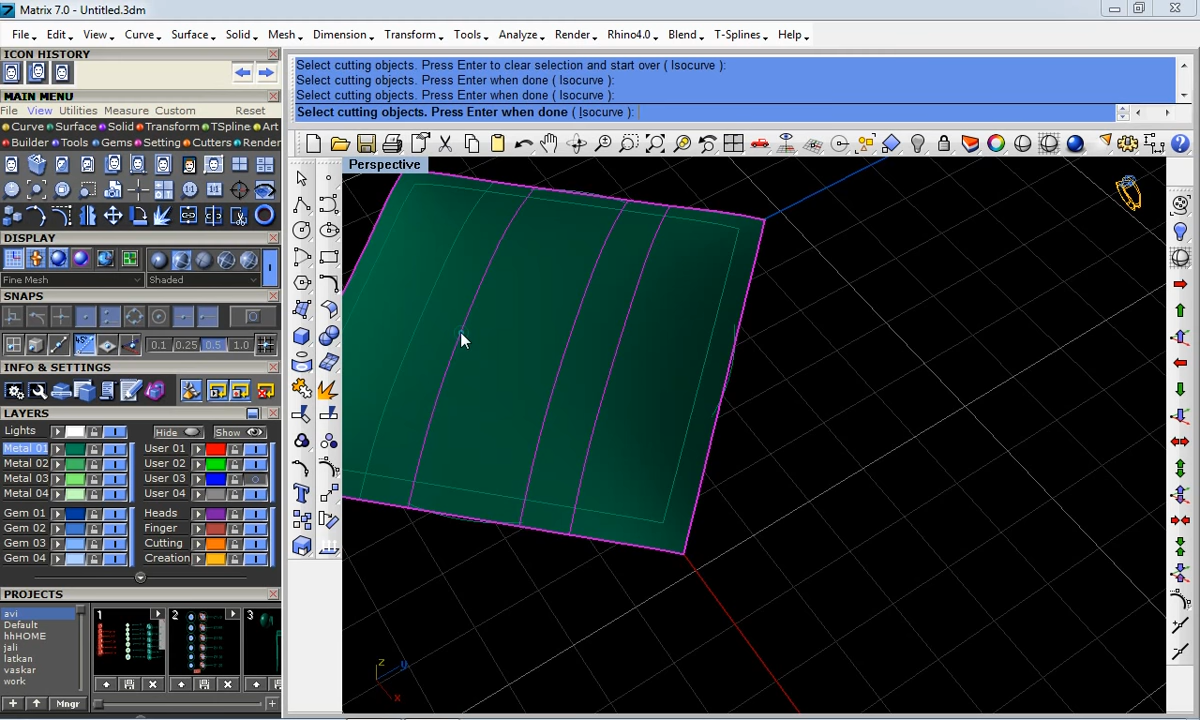 Matrix 7.0 - Untitled.3dm
File Edit View Curve Surface Solid Mesh Dimension Transform Tools Analyze Render Rhino4.0 Blend T-Splines Help
ICON HISTORY
MAIN MENU
File View Utilities Measure Custom Reset
Curve Surface Solid Transform TSpline Art
Builder Tools Gems Setting Cutters Render
DISPLAY
Fine Mesh Shaded
SNAPS
45° 0.1 0.25 0.5 1.0
INFO & SETTINGS
LAYERS
Lights Hide Show
Metal 01 User 01
Metal 02 User 02
Metal 03 User 03
Metal 04 User 04
Gem 01 Heads
Gem 02 Finger
Gem 03 Cutting
Gem 04 Creation
PROJECTS
avi
Default
hhHOME
jali
latkan
vaskar
work
1 2 3
Mngr
Select cutting objects. Press Enter to clear selection and start over ( Isocurve ):
Select cutting objects. Press Enter when done ( Isocurve ):
Select cutting objects. Press Enter when done ( Isocurve ):
Select cutting objects. Press Enter when done ( Isocurve ):
Perspective
z
y
x